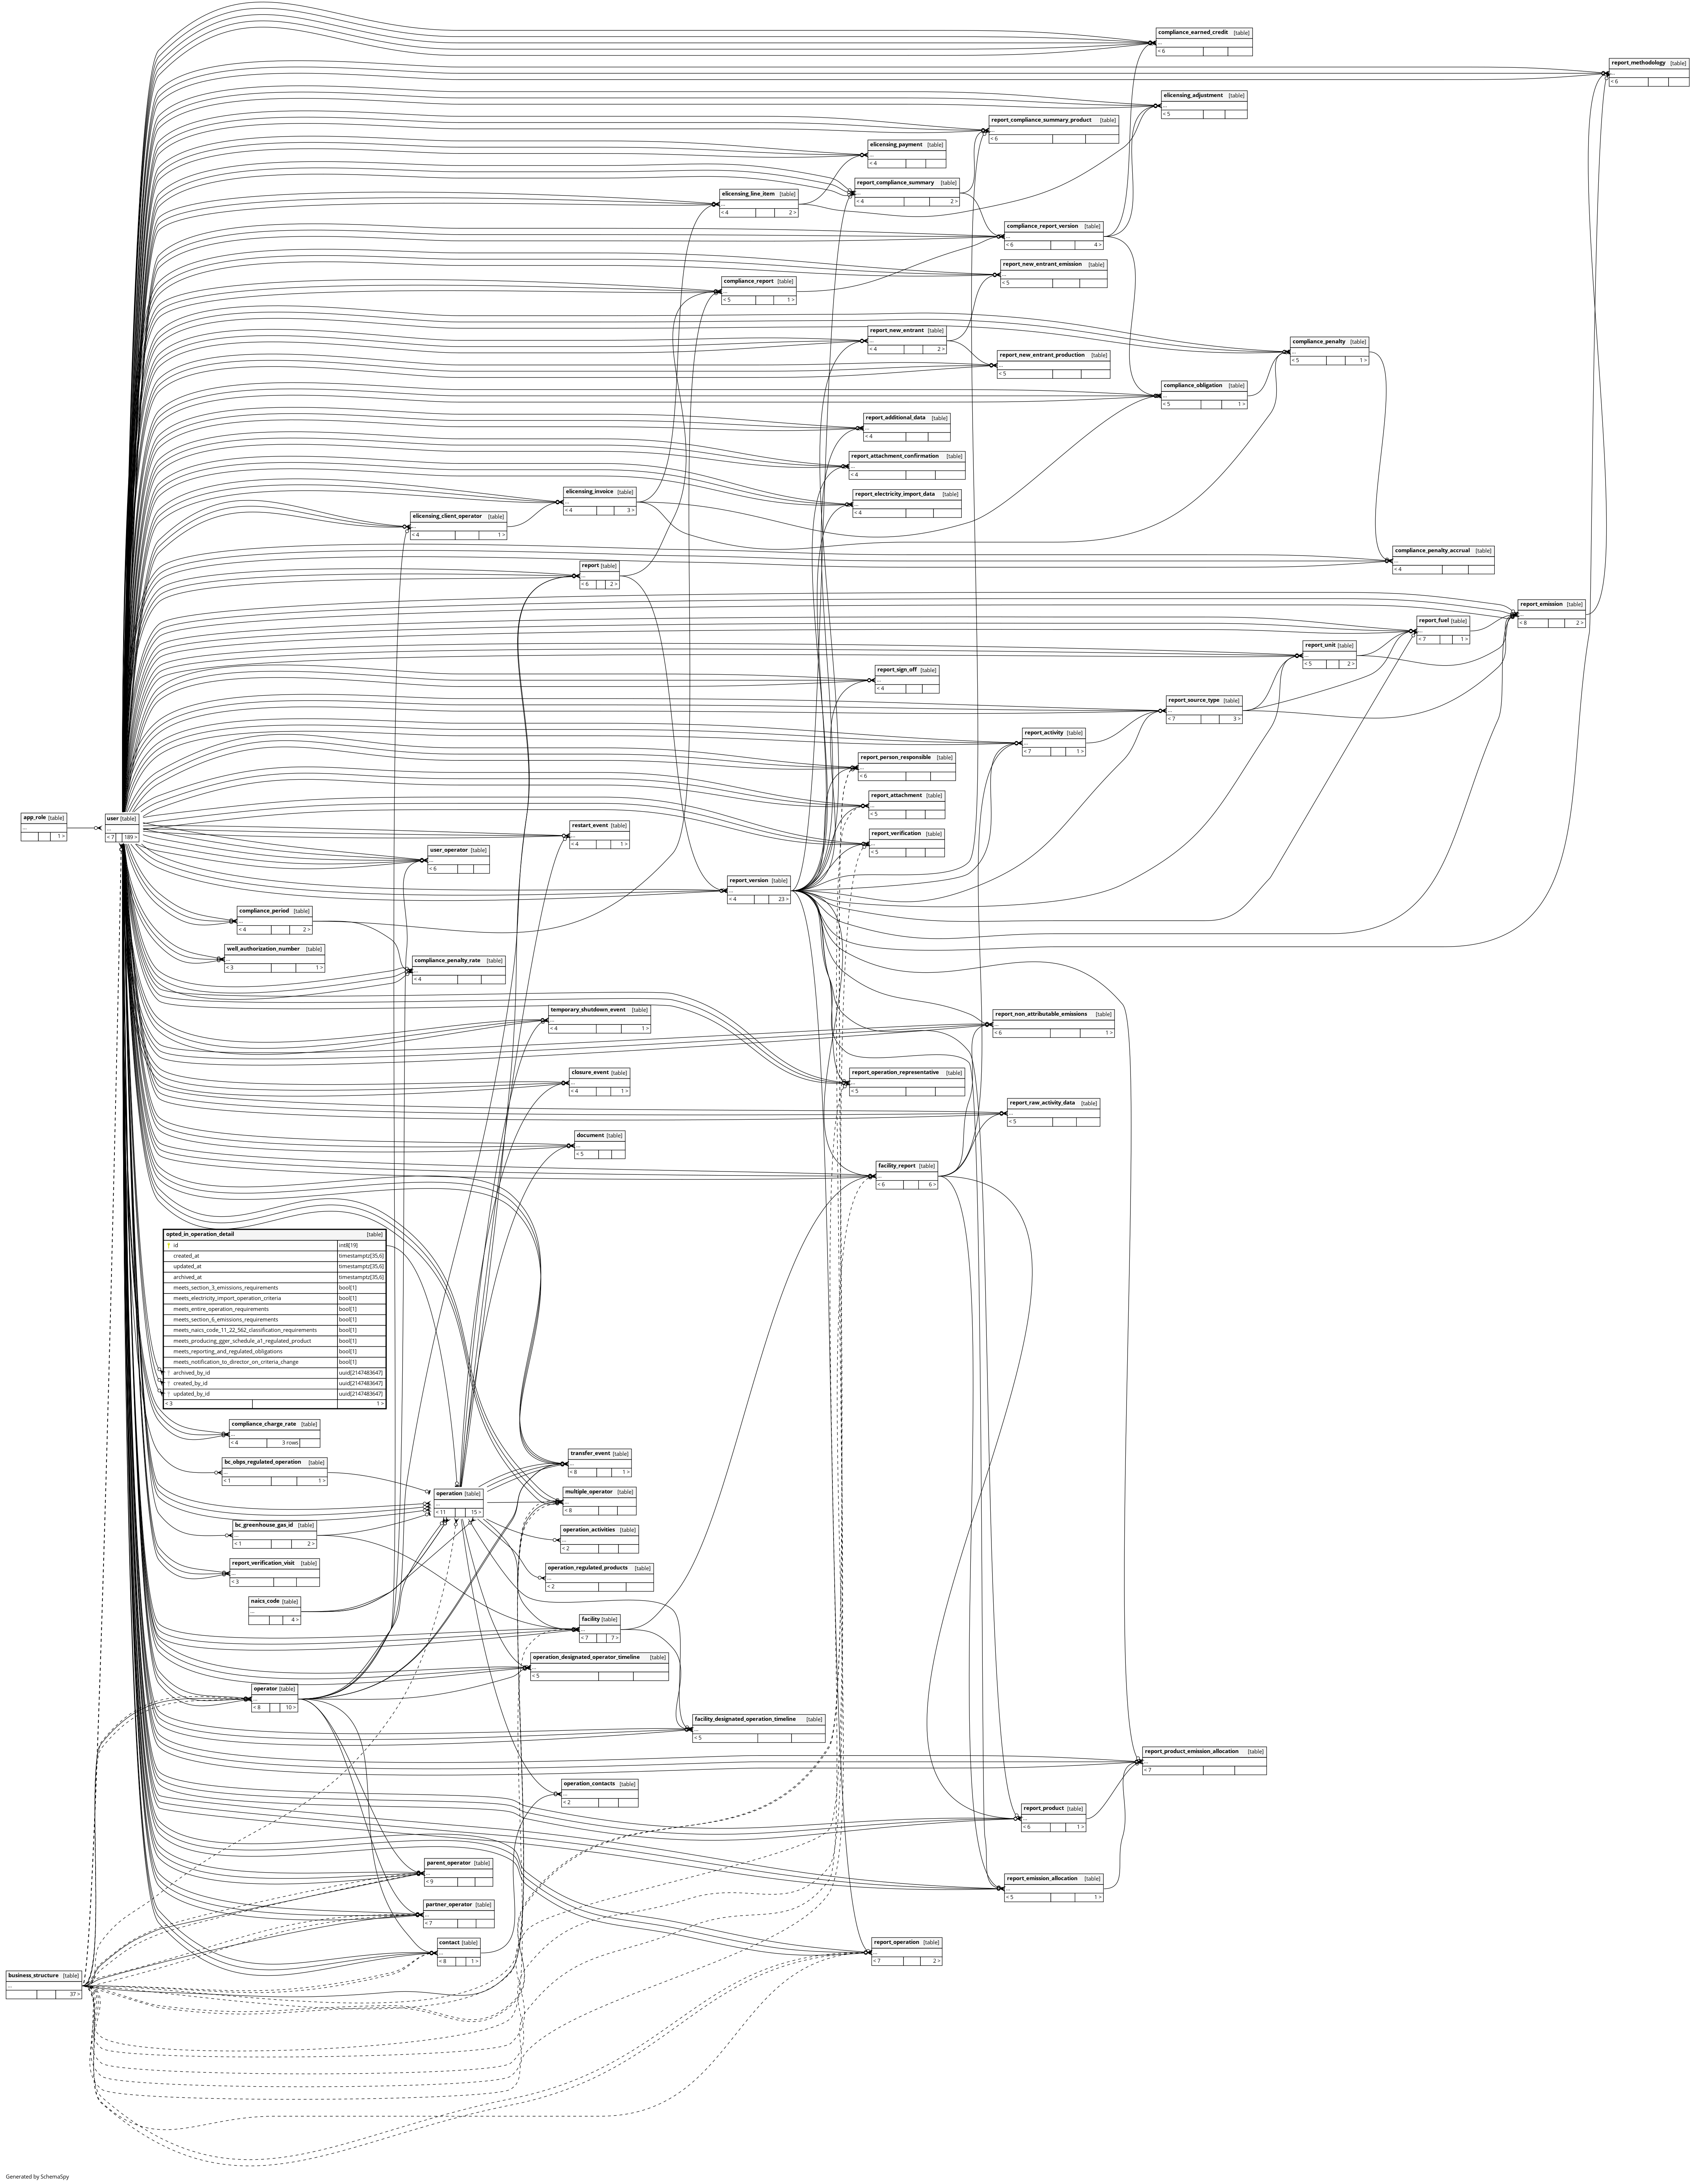 compliance_earned_credit [table]
...
< 6
report_methodology [table]
...
< 6
elicensing_adjustment [table]
...
< 5
report_compliance_summary_product [table]
...
< 6
elicensing_payment [table]
...
< 4
report_compliance_summary [table]
...
< 4 2 >
elicensing_line_item [table]
...
< 4 2 >
compliance_report_version [table]
...
< 6 4 >
report_new_entrant_emission [table]
...
< 5
compliance_report [table]
...
< 5 1 >
report_new_entrant [table]
...
< 4 2 >
compliance_penalty [table]
...
< 5 1 >
report_new_entrant_production [table]
...
< 5
compliance_obligation [table]
...
< 5 1 >
report_additional_data [table]
...
< 4
report_attachment_confirmation [table]
...
< 4
elicensing_invoice [table]
...
< 4 3 >
report_electricity_import_data [table]
...
< 4
elicensing_client_operator [table]
...
< 4 1 >
compliance_penalty_accrual [table]
...
< 4
report [table]
...
< 6 2 >
report_emission [table]
...
< 8 2 >
report_fuel [table]
...
< 7 1 >
report_unit [table]
...
< 5 2 >
report_sign_off [table]
...
< 4
report_source_type [table]
...
< 7 3 >
report_activity [table]
...
< 7 1 >
report_person_responsible [table]
...
< 6
report_attachment [table]
...
< 5
app_role [table]
...
1 >
user [table]
...
< 7 189 >
restart_event [table]
...
< 4 1 >
report_verification [table]
...
< 5
user_operator [table]
...
< 6
report_version [table]
...
< 4 23 >
compliance_period [table]
...
< 4 2 >
well_authorization_number [table]
...
< 3 1 >
compliance_penalty_rate [table]
...
< 4
temporary_shutdown_event [table]
...
< 4 1 >
report_non_attributable_emissions [table]
...
< 6 1 >
closure_event [table]
...
< 4 1 >
report_operation_representative [table]
...
< 5
report_raw_activity_data [table]
...
< 5
document [table]
...
< 5
facility_report [table]
...
< 6 6 >
opted_in_operation_detail [table]
id int8[19]
created_at timestamptz[35,6]
updated_at timestamptz[35,6]
archived_at timestamptz[35,6]
meets_section_3_emissions_requirements bool[1]
meets_electricity_import_operation_criteria bool[1]
meets_entire_operation_requirements bool[1]
meets_section_6_emissions_requirements bool[1]
meets_naics_code_11_22_562_classification_requirements bool[1]
meets_producing_gger_schedule_a1_regulated_product bool[1]
meets_reporting_and_regulated_obligations bool[1]
meets_notification_to_director_on_criteria_change bool[1]
archived_by_id uuid[2147483647]
created_by_id uuid[2147483647]
updated_by_id uuid[2147483647]
< 3 1 >
compliance_charge_rate [table]
...
< 4 3 rows
transfer_event [table]
...
< 8 1 >
bc_obps_regulated_operation [table]
...
< 1 1 >
operation [table]
...
< 11 15 >
multiple_operator [table]
...
< 8
bc_greenhouse_gas_id [table]
...
< 1 2 >
operation_activities [table]
...
< 2
report_verification_visit [table]
...
< 3
operation_regulated_products [table]
...
< 2
naics_code [table]
...
4 >
facility [table]
...
< 7 7 >
operation_designated_operator_timeline [table]
...
< 5
operator [table]
...
< 8 10 >
facility_designated_operation_timeline [table]
...
< 5
report_product_emission_allocation [table]
...
< 7
operation_contacts [table]
...
< 2
report_product [table]
...
< 6 1 >
parent_operator [table]
...
< 9
report_emission_allocation [table]
...
< 5 1 >
partner_operator [table]
...
< 7
contact [table]
...
< 8 1 >
report_operation [table]
...
< 7 2 >
business_structure [table]
...
37 >
Generated by SchemaSpy